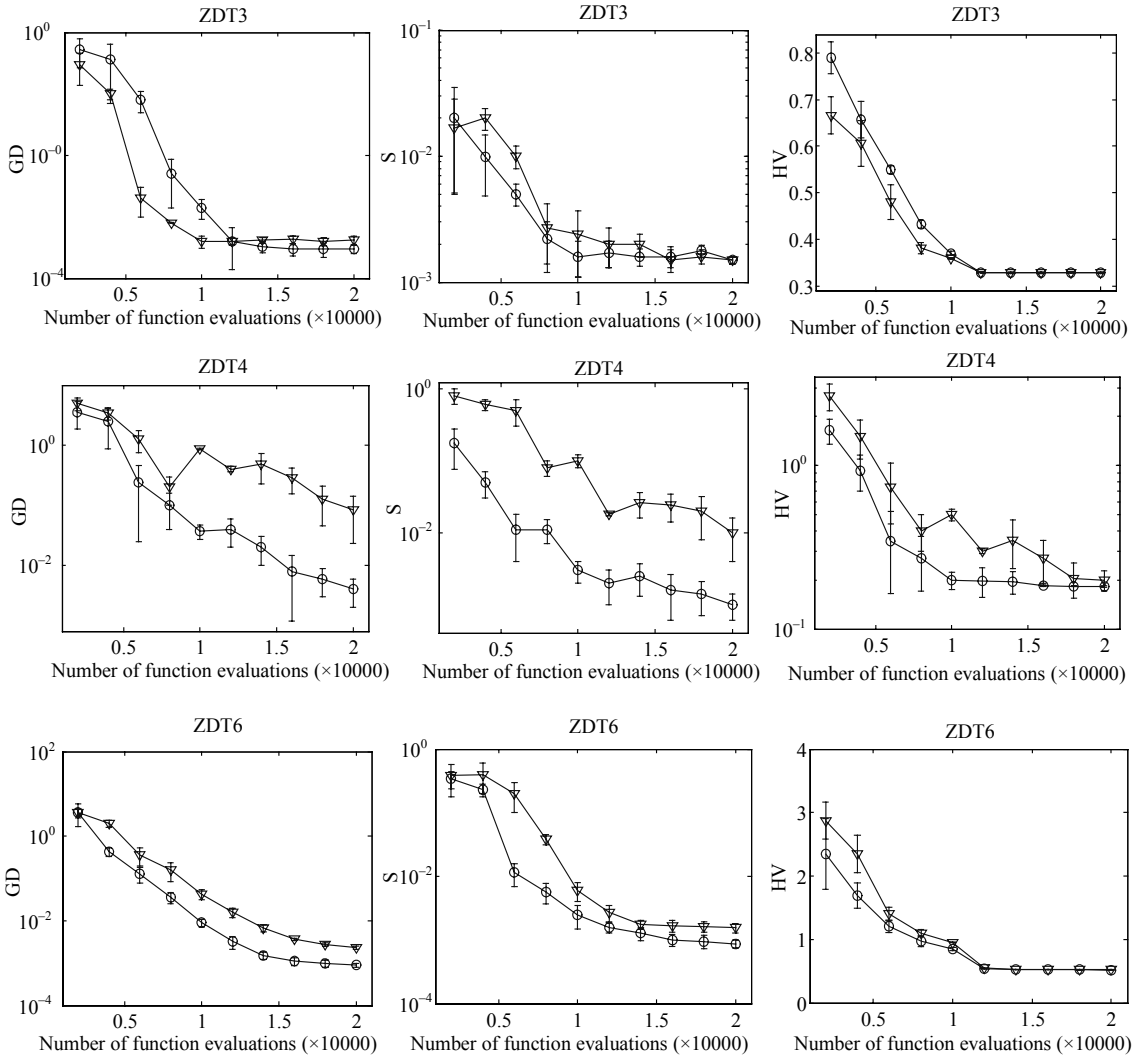 ZDT3
ZDT3
ZDT3
10^0
10^-0
10^-4
GD
0.5
1
1.5
2
Number of function evaluations (×10000)
10^-1
10^-2
10^-3
S
0.5
1
1.5
2
Number of function evaluations (×10000)
0.8
0.7
0.6
0.5
0.4
0.3
HV
0.5
1
1.5
2
Number of function evaluations (×10000)
ZDT4
ZDT4
ZDT4
10^0
10^-2
GD
0.5
1
1.5
2
Number of function evaluations (×10000)
10^0
10^-2
S
0.5
1
1.5
2
Number of function evaluations (×10000)
10^0
10^-1
HV
0.5
1
1.5
2
Number of function evaluations (×10000)
ZDT6
ZDT6
ZDT6
10^2
10^0
10^-2
10^-4
GD
0.5
1
1.5
2
Number of function evaluations (×10000)
10^0
10^-2
10^-4
S
0.5
1
1.5
2
Number of function evaluations (×10000)
4
3
2
1
0
HV
0.5
1
1.5
2
Number of function evaluations (×10000)